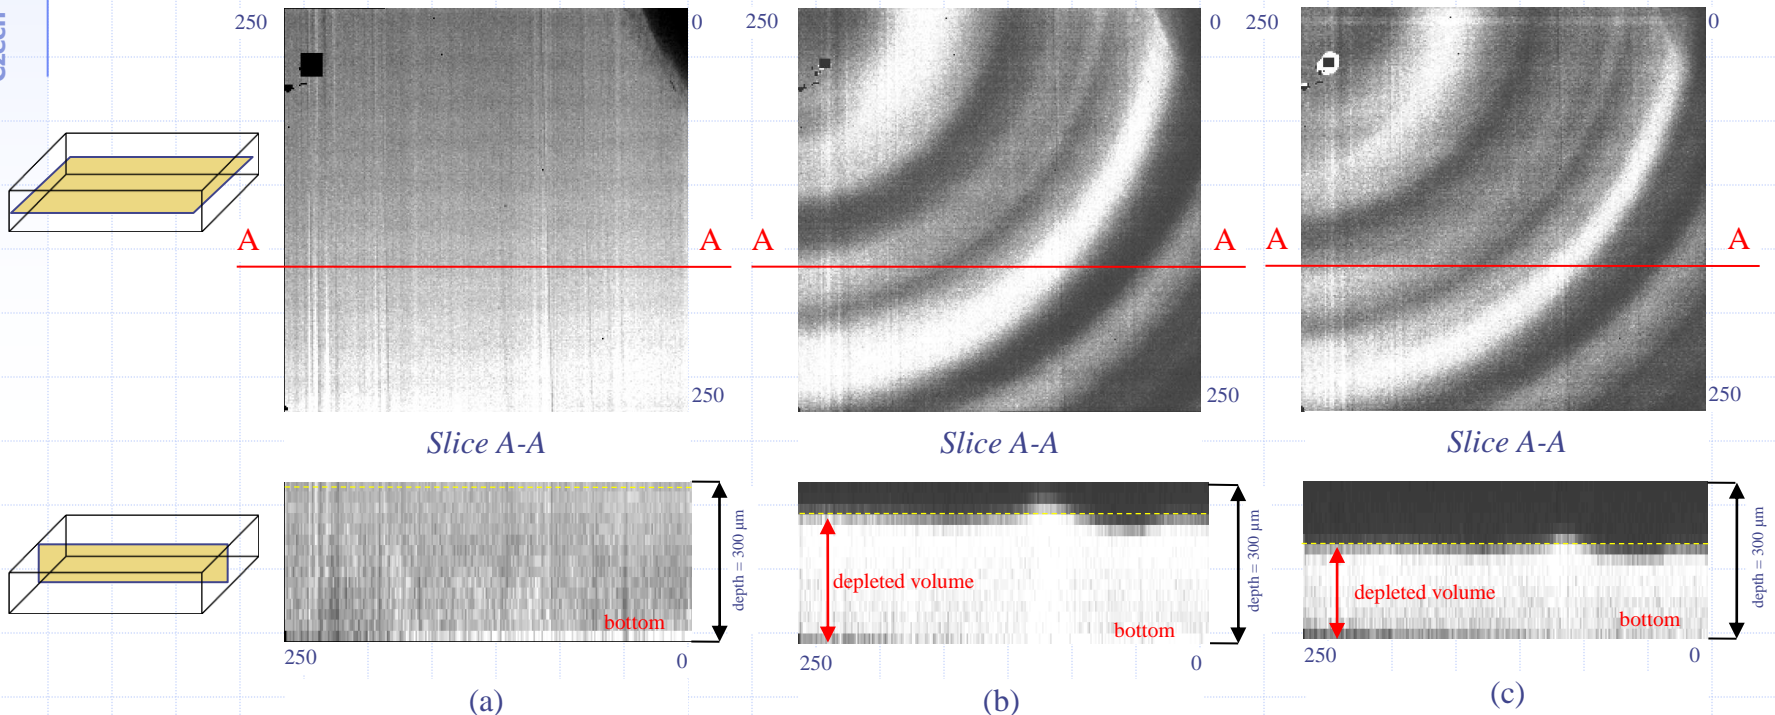 Czech
250
0
250
0
250
0
A
A
A
A
A
A
250
250
250
Slice A-A
Slice A-A
Slice A-A
depth = 300 µm
depth = 300 µm
depth = 300 µm
depleted volume
depleted volume
bottom
bottom
bottom
250
0
250
0
250
0
(a)
(b)
(c)